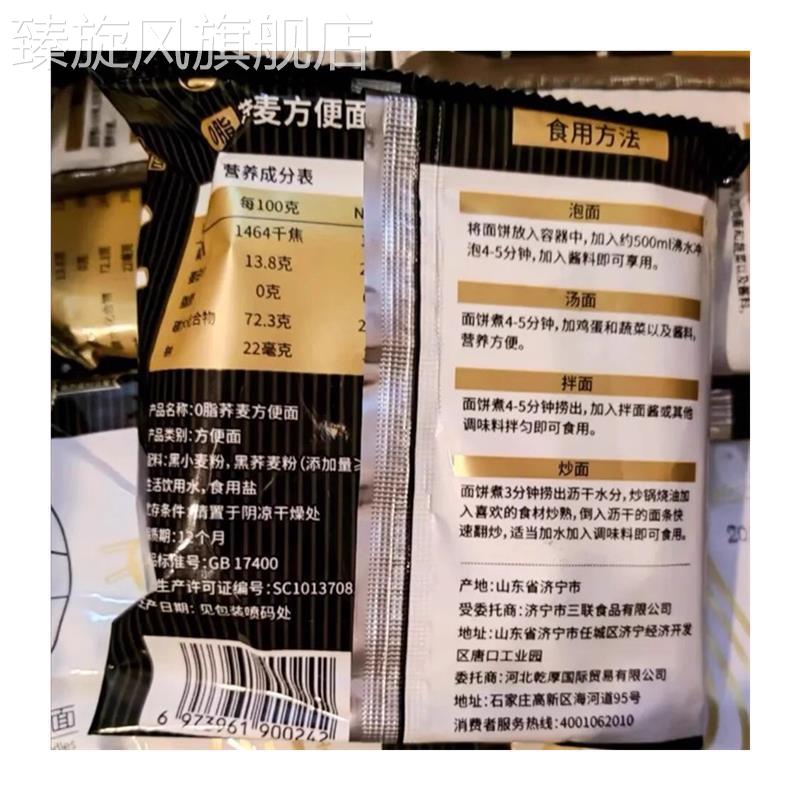 臻旋风旗舰店
0脂
麦方便面
营养成分表
每100克
1464千焦
13.8克
0克
化合物 72.3克
22毫克
产品名称:0脂荞麦方便面
产品类别:方便面
配料:黑小麦粉,黑荞麦粉(添加量≥
生活饮用水,食用盐
贮存条件:请置于阴凉干燥处
质期:12个月
品标准号:GB 17400
生产许可证编号:SC1013708
生产日期:见包装喷码处
6 973961 900242
食用方法
泡面
将面饼放入容器中,加入约500ml沸水冲
泡4-5分钟,加入酱料即可享用。
汤面
面饼煮4-5分钟,加鸡蛋和蔬菜以及酱料,
营养方便。
拌面
面饼煮4-5分钟捞出,加入拌面酱或其他
调味料拌匀即可食用。
炒面
面饼煮3分钟捞出沥干水分,炒锅烧油加
入喜欢的食材炒熟,倒入沥干的面条快
速翻炒,适当加水加入调味料即可食用。
产地:山东省济宁市
受委托商:济宁市三联食品有限公司
地址:山东省济宁市任城区济宁经济开发
区唐口工业园
委托商:河北乾厚国际贸易有限公司
地址:石家庄高新区海河道95号
消费者服务热线:4001062010
面